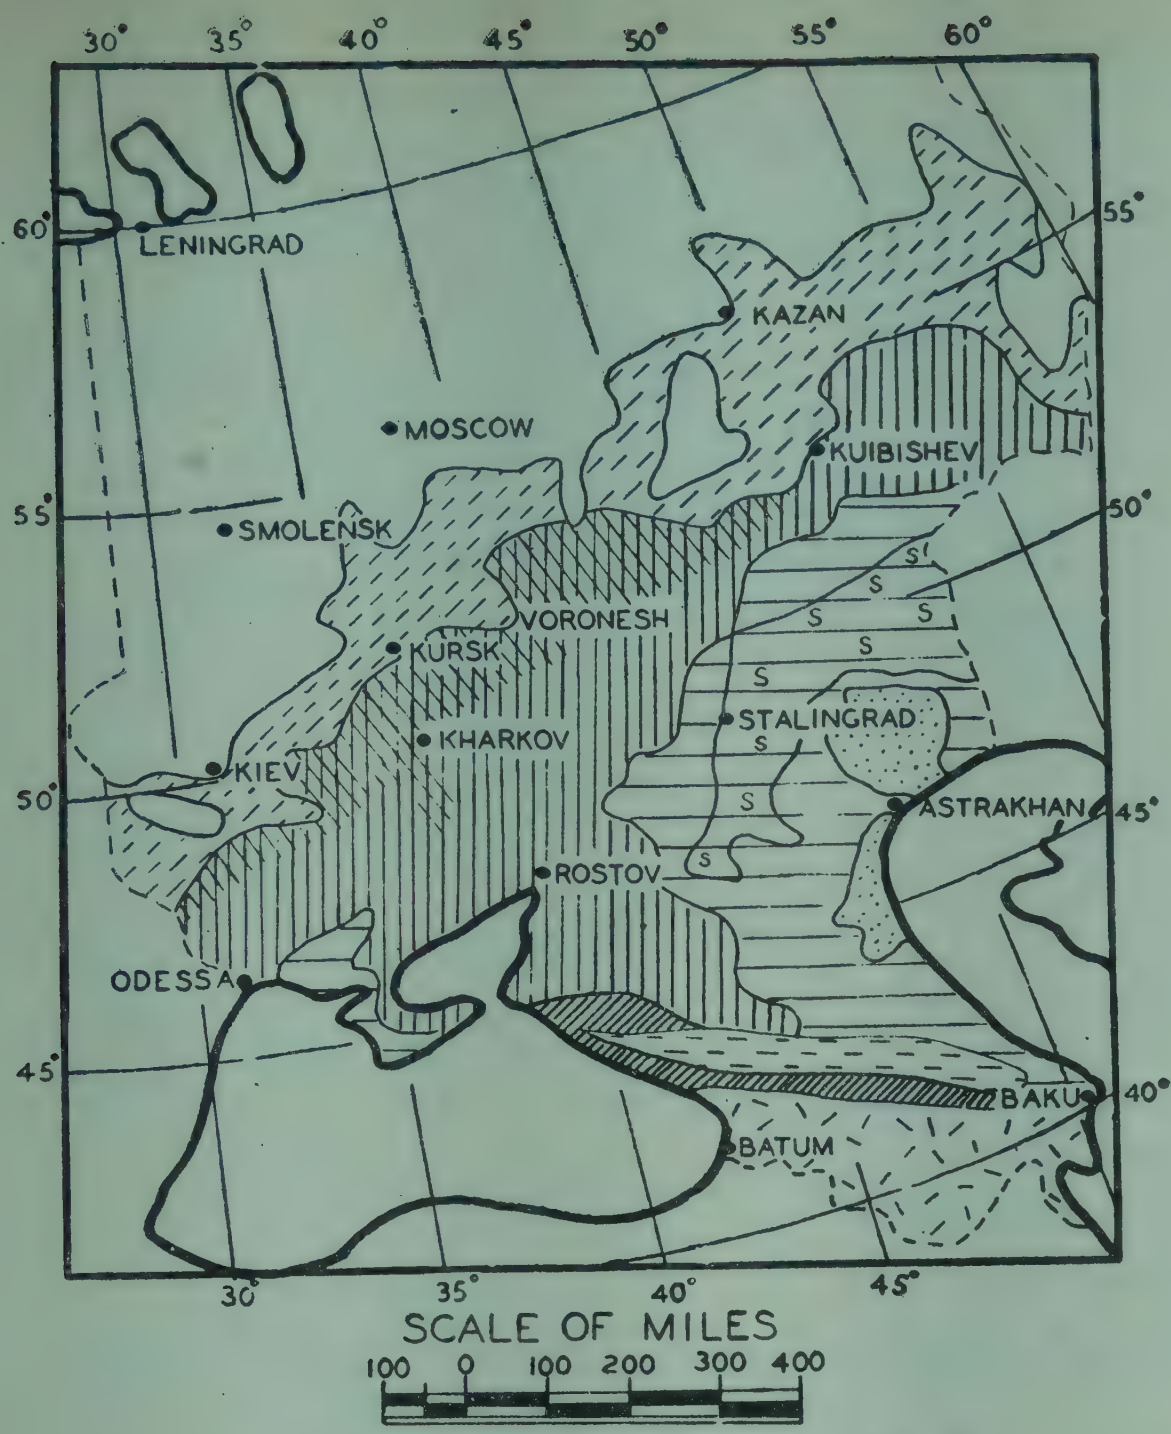 30° 35° 40° 45° 50° 55° 60°
55°
60°
LENINGRAD
KAZAN
MOSCOW
KUIBISHEV
50°
55°
SMOLENSK
S
S
S
S
VORONESH
S
KURSK
S
STALINGRAD
KHARKOV
S
KIEV
50°
S
ASTRAKHAN
45°
S
ROSTOV
ODESSA
45°
BAKU
40°
BATUM
30° 35° 40° 45°
SCALE OF MILES
100 0 100 200 300 400